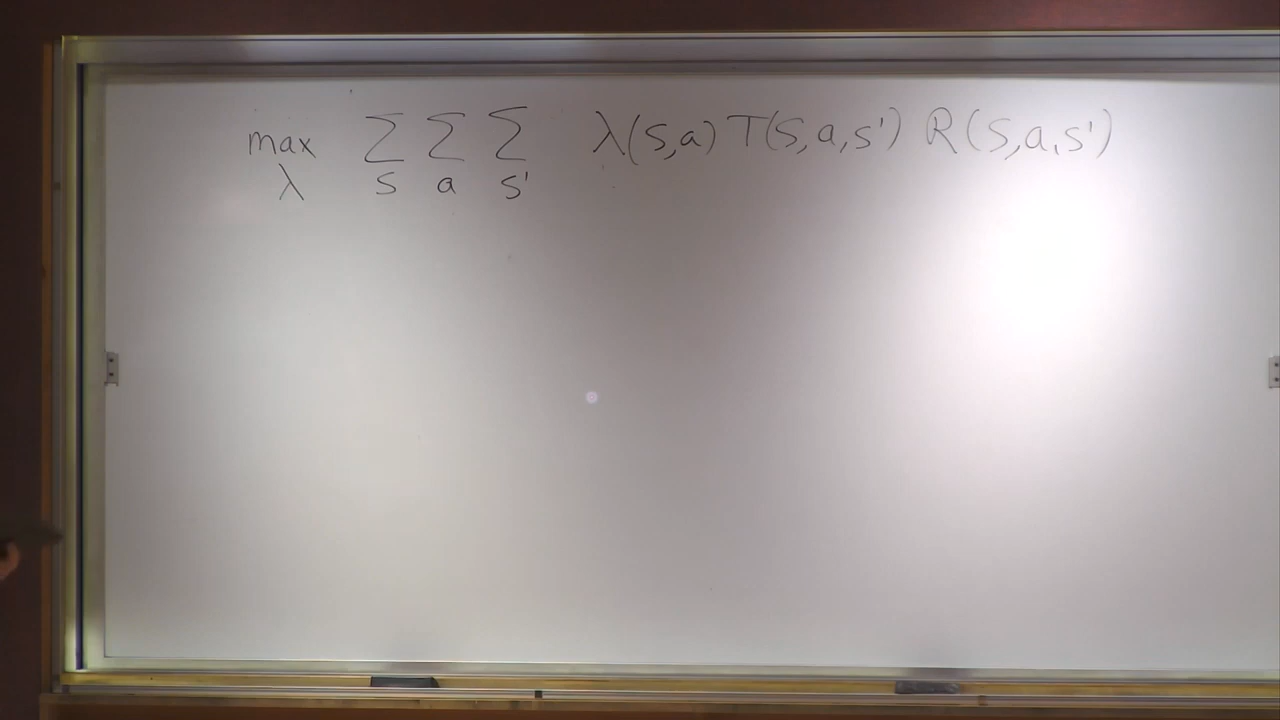 max ∑ ∑ ∑ λ(s,a) T(s,a,s') R(s,a,s')
λ s a s'